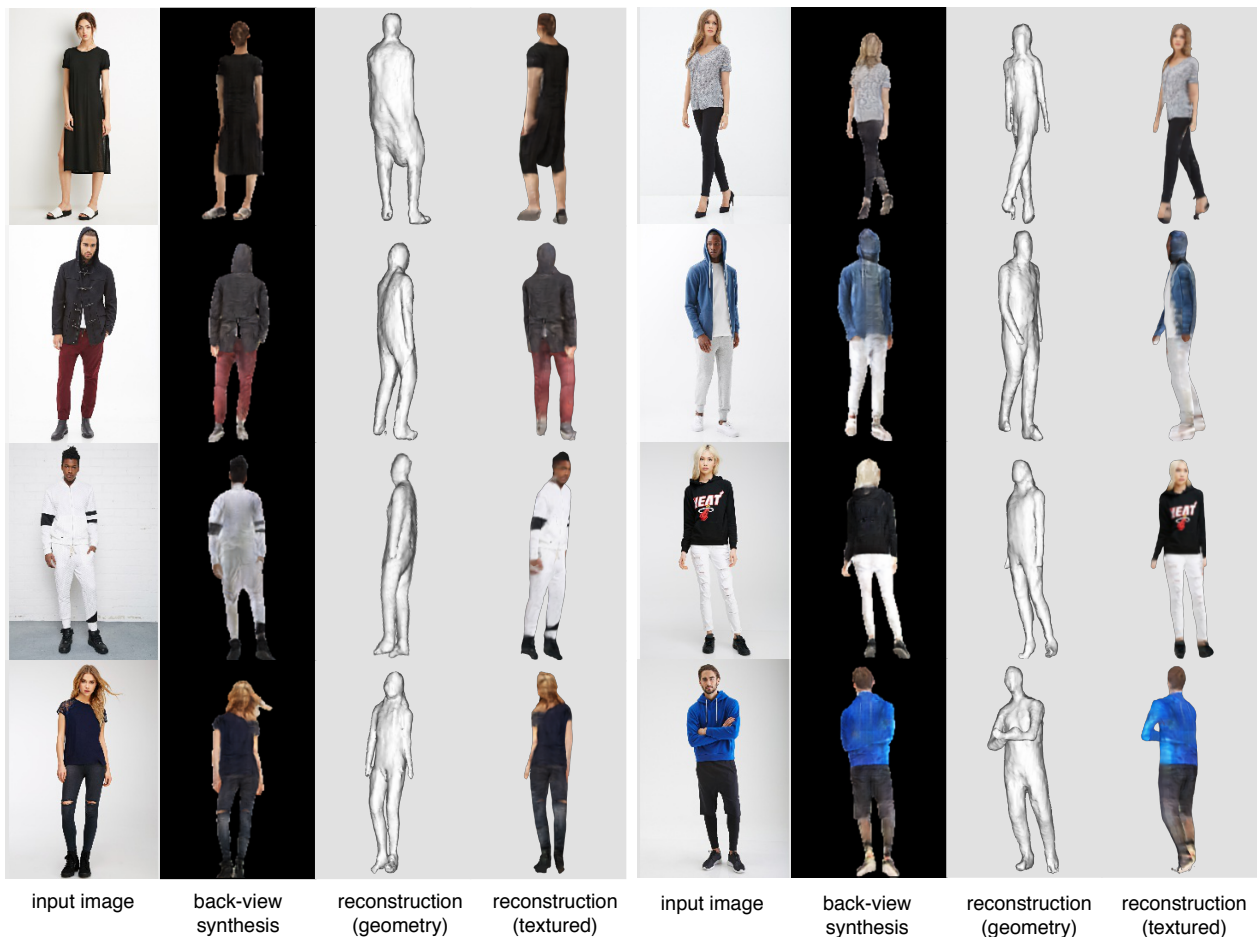 HEAT
input image
back-view
synthesis
reconstruction
(geometry)
reconstruction
(textured)
input image
back-view
synthesis
reconstruction
(geometry)
reconstruction
(textured)